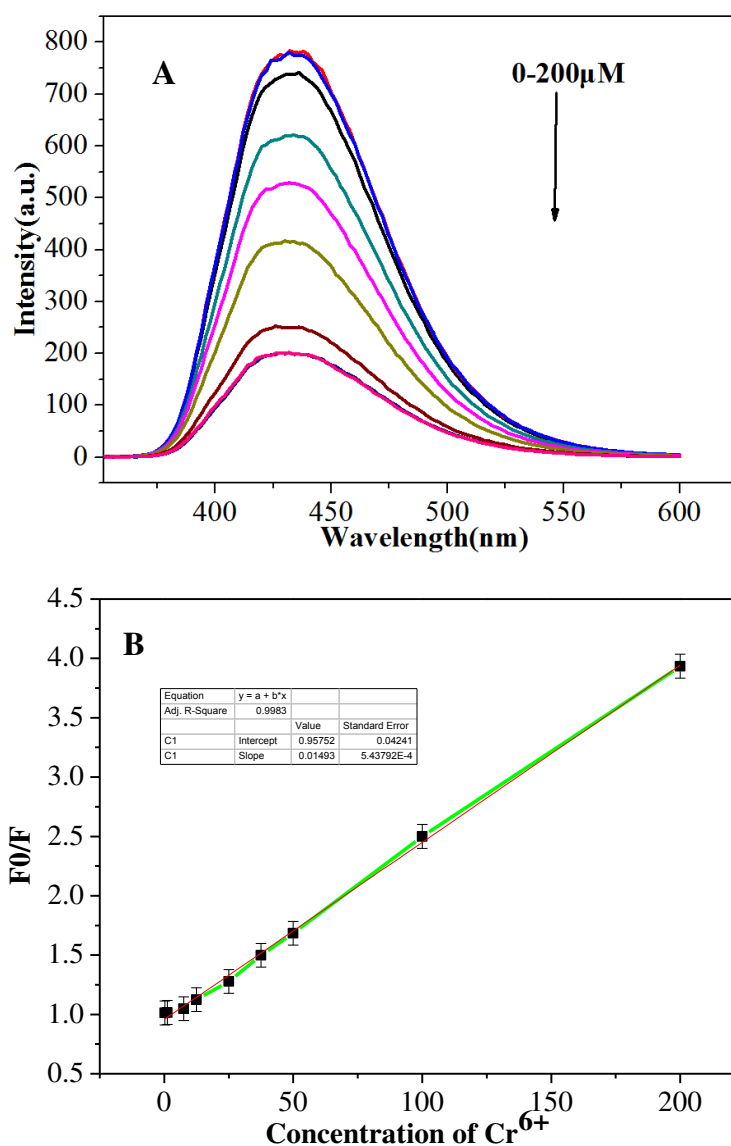 800
A
0-200μM
700
600
500
400
300
200
100
0
Intensity(a.u.)
400 450 500 550 600
Wavelength(nm)
4.5
B
4.0
3.5
3.0
2.5
2.0
1.5
1.0
0.5
F0/F
Equation y = a + b*x
Adj. R-Square 0.9983
Value Standard Error
C1 Intercept 0.95752 0.04241
C1 Slope 0.01493 5.43792E-4
0 50 100 150 200
Concentration of Cr6+